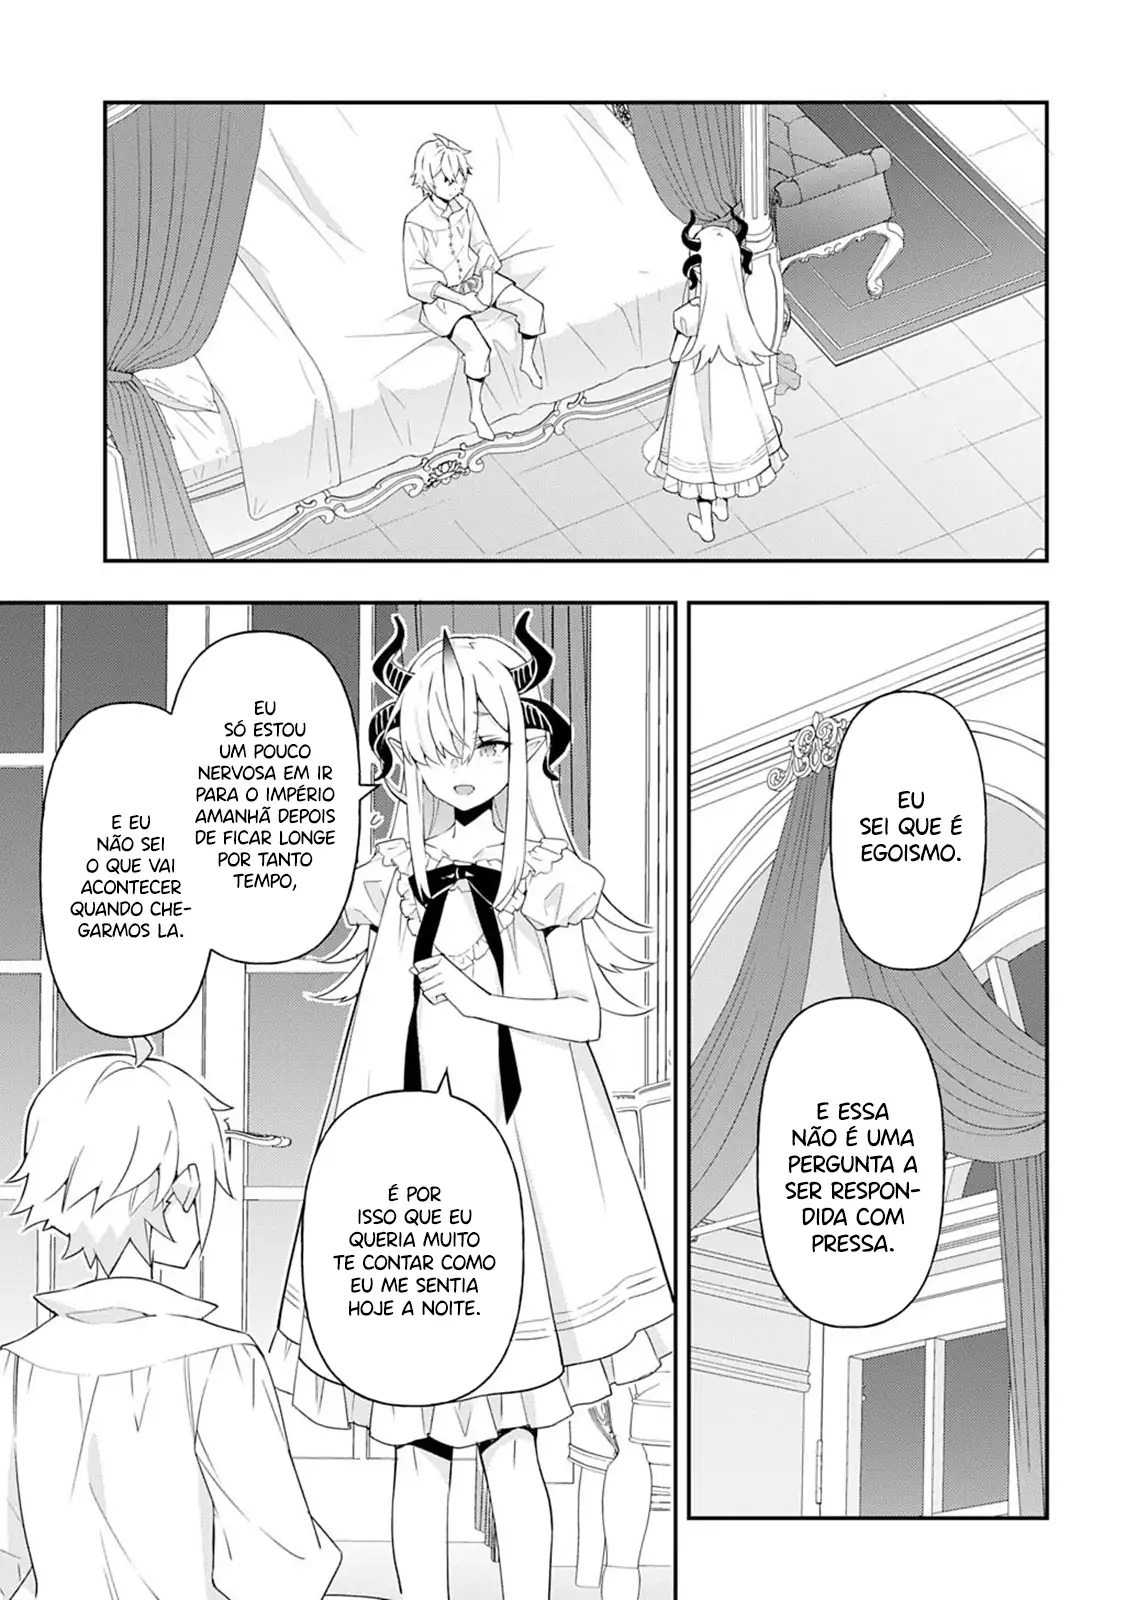 EU
SEI QUE É
EGOISMO.
E ESSA
NÃO É UMA
PERGUNTA A
SER RESPON-
DIDA COM
PRESSA.
EU
SÓ ESTOU
UM POUCO
NERVOSA EM IR
PARA O IMPÉRIO
AMANHÃ DEPOIS
DE FICAR LONGE
POR TANTO
TEMPO,
E EU
NÃO SEI
O QUE VAI
ACONTECER
QUANDO CHE-
GARMOS LA.
É POR
ISSO QUE EU
QUERIA MUITO
TE CONTAR COMO
EU ME SENTIA
HOJE A NOITE.